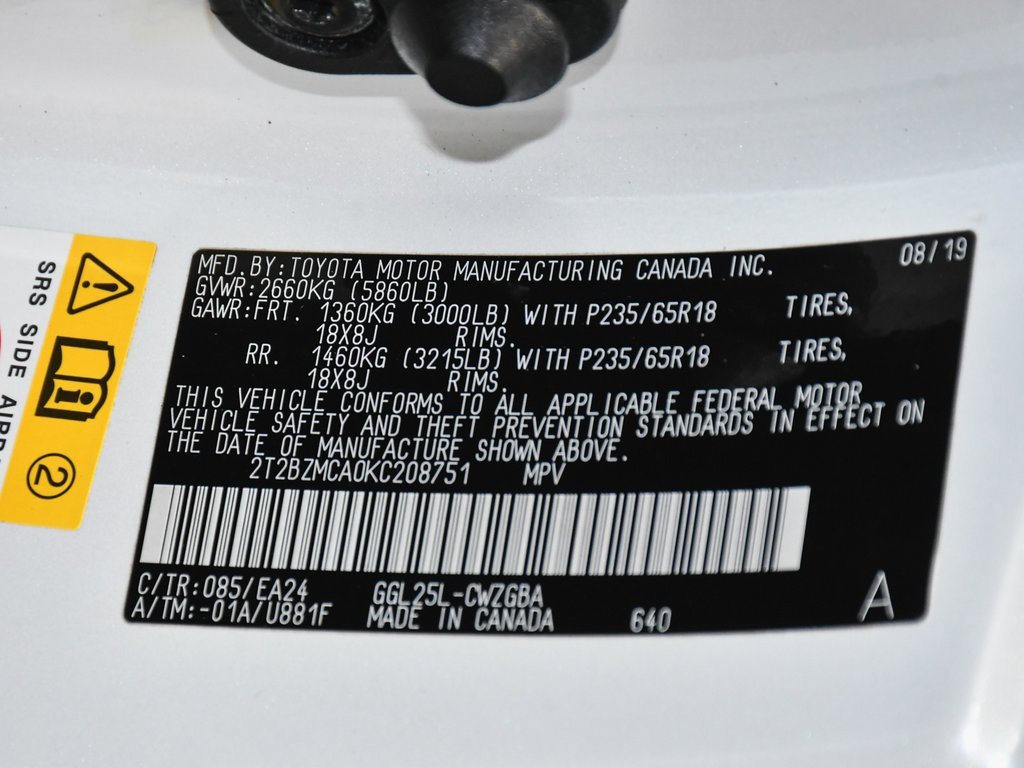 MFD.BY:TOYOTA MOTOR MANUFACTURING CANADA INC. 08/19
GVWR:2660KG (5860LB)
GAWR:FRT. 1360KG (3000LB) WITH P235/65R18 TIRES,
18X8J RIMS.
RR. 1460KG (3215LB) WITH P235/65R18 TIRES,
18X8J RIMS.
THIS VEHICLE CONFORMS TO ALL APPLICABLE FEDERAL MOTOR
VEHICLE SAFETY AND THEFT PREVENTION STANDARDS IN EFFECT ON
THE DATE OF MANUFACTURE SHOWN ABOVE.
2T2BZMCA0KC208751 MPV
C/TR:085/EA24 GGL25L-CWZGBA
A/TM:-01A/U881F MADE IN CANADA 640 A
SRS SIDE
2